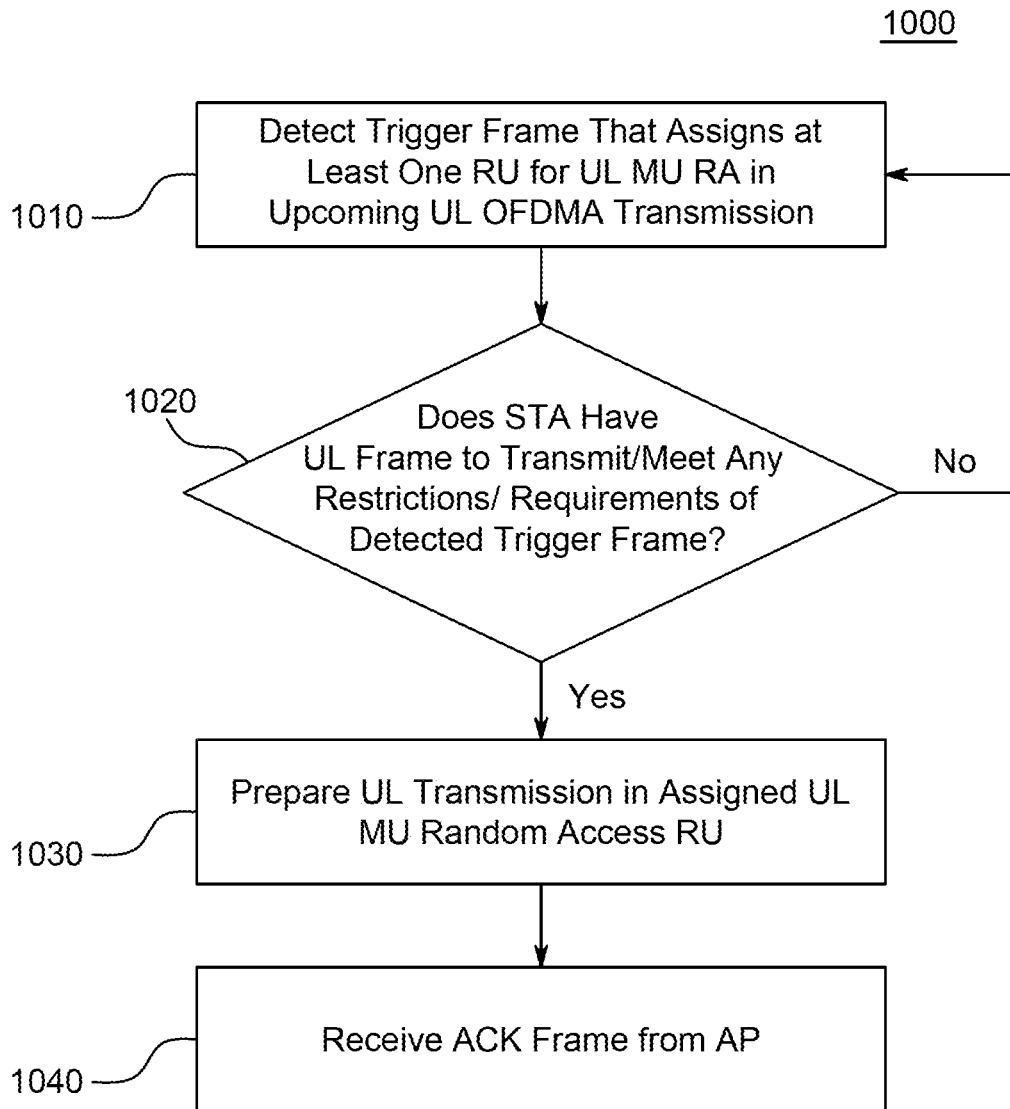 1000
Detect Trigger Frame That Assigns at
Least One RU for UL MU RA in
Upcoming UL OFDMA Transmission
1010
1020
Does STA Have
UL Frame to Transmit/Meet Any
Restrictions/ Requirements of
Detected Trigger Frame?
No
Yes
Prepare UL Transmission in Assigned UL
MU Random Access RU
1030
Receive ACK Frame from AP
1040